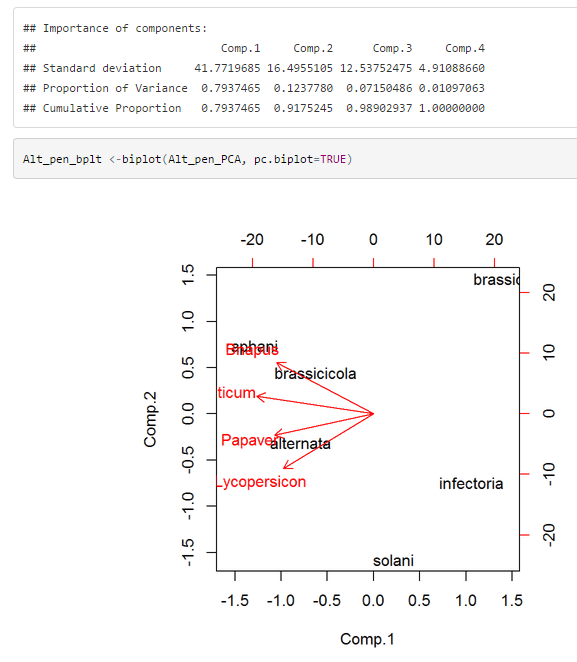 ## Importance of components:
## Comp.1 Comp.2 Comp.3 Comp.4
## Standard deviation 41.7719685 16.4955105 12.53752475 4.91088660
## Proportion of Variance 0.7937465 0.1237780 0.07150486 0.01097063
## Cumulative Proportion 0.7937465 0.9175245 0.98902937 1.00000000
Alt_pen_bplt <-biplot(Alt_pen_PCA, pc.biplot=TRUE)
-20 -10 0 10 20
1.5 1.0 0.5 0.0 -0.5 -1.0 -1.5
Comp.2
brassic
aphani
brassicicola
ticum
Papaver
alternata
ycopersicon
infectoria
solani
20 10 0 -10 -20
-1.5 -1.0 -0.5 0.0 0.5 1.0 1.5
Comp.1